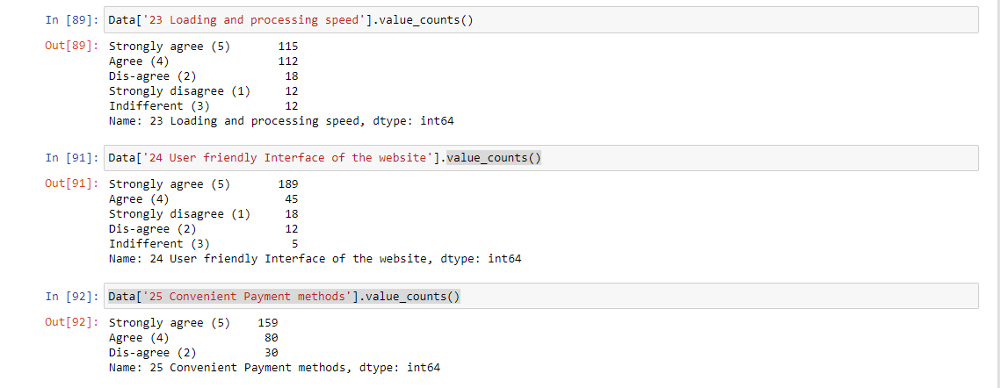 In [89]: Data['23 Loading and processing speed'].value_counts()
Out[89]: Strongly agree (5)       115
Agree (4)                112
Dis-agree (2)             18
Strongly disagree (1)     12
Indifferent (3)           12
Name: 23 Loading and processing speed, dtype: int64
In [91]: Data['24 User friendly Interface of the website'].value_counts()
Out[91]: Strongly agree (5)       189
Agree (4)                 45
Strongly disagree (1)     18
Dis-agree (2)             12
Indifferent (3)            5
Name: 24 User friendly Interface of the website, dtype: int64
In [92]: Data['25 Convenient Payment methods'].value_counts()
Out[92]: Strongly agree (5)    159
Agree (4)              80
Dis-agree (2)          30
Name: 25 Convenient Payment methods, dtype: int64